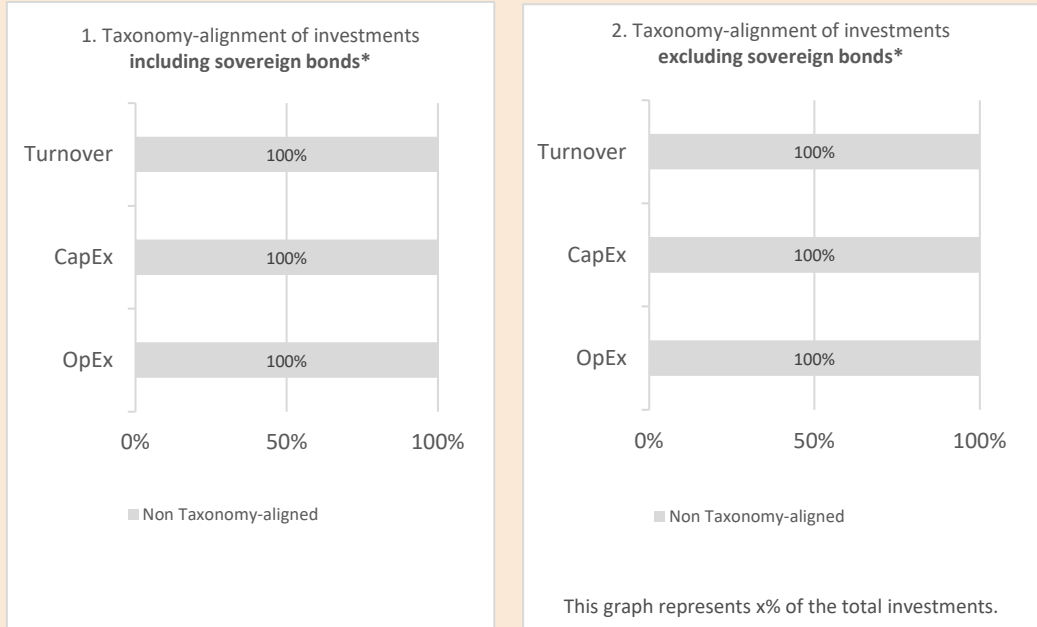 1. Taxonomy-alignment of investments
including sovereign bonds*
Turnover
100%
CapEx
100%
OpEx
100%
0%
50%
100%
Non Taxonomy-aligned
2. Taxonomy-alignment of investments
excluding sovereign bonds*
Turnover
100%
CapEx
100%
OpEx
100%
0%
50%
100%
Non Taxonomy-aligned
This graph represents x% of the total investments.